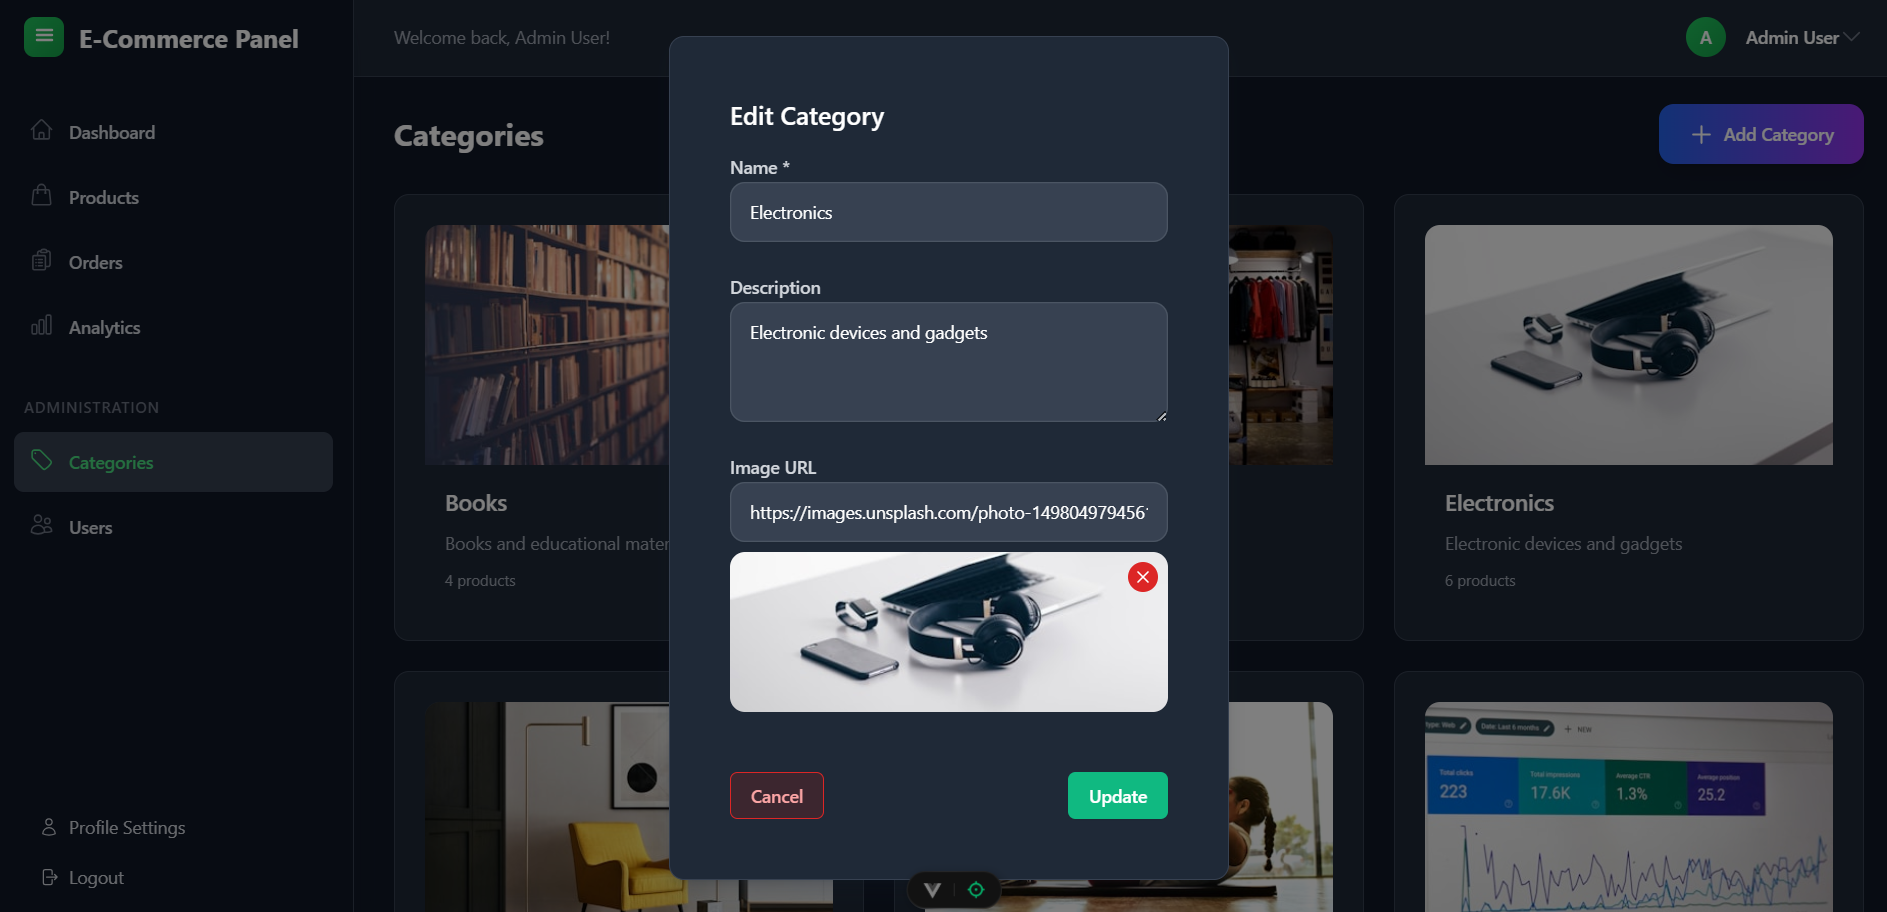 E-Commerce Panel
Welcome back, Admin User!
A
Admin User
Dashboard
Products
Orders
Analytics
ADMINISTRATION
Categories
Users
Profile Settings
Logout
Categories
Add Category
Books
Books and educational
4 products
Electronics
Electronic devices and gadgets
6 products
Edit Category
Name *
Electronics
Description
Electronic devices and gadgets
Image URL
https://images.unsplash.com/photo-149804979456
Cancel
Update
Type: Web
Date: Last 6 months
+ NEW
Total clicks
223
Total impressions
17.6K
Average CTR
1.3%
Average position
25.2